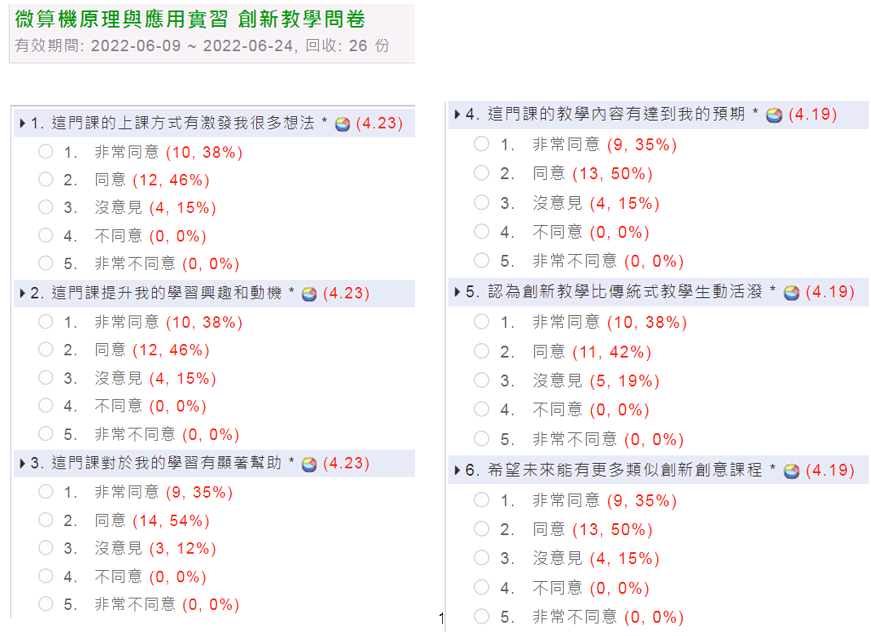 微算機原理與應用實習 創新教學問卷
有效期間: 2022-06-09 ~ 2022-06-24, 回收: 26 份
1. 這門課的上課方式有激發我很多想法 * (4.23)
1. 非常同意 (10, 38%)
2. 同意 (12, 46%)
3. 沒意見 (4, 15%)
4. 不同意 (0, 0%)
5. 非常不同意 (0, 0%)
2. 這門課提升我的學習興趣和動機 * (4.23)
1. 非常同意 (10, 38%)
2. 同意 (12, 46%)
3. 沒意見 (4, 15%)
4. 不同意 (0, 0%)
5. 非常不同意 (0, 0%)
3. 這門課對於我的學習有顯著幫助 * (4.23)
1. 非常同意 (9, 35%)
2. 同意 (14, 54%)
3. 沒意見 (3, 12%)
4. 不同意 (0, 0%)
5. 非常不同意 (0, 0%)
1
4. 這門課的教學內容有達到我的預期 * (4.19)
1. 非常同意 (9, 35%)
2. 同意 (13, 50%)
3. 沒意見 (4, 15%)
4. 不同意 (0, 0%)
5. 非常不同意 (0, 0%)
5. 認為創新教學比傳統式教學生動活潑 * (4.19)
1. 非常同意 (10, 38%)
2. 同意 (11, 42%)
3. 沒意見 (5, 19%)
4. 不同意 (0, 0%)
5. 非常不同意 (0, 0%)
6. 希望未來能有更多類似創新創意課程 * (4.19)
1. 非常同意 (9, 35%)
2. 同意 (13, 50%)
3. 沒意見 (4, 15%)
4. 不同意 (0, 0%)
5. 非常不同意 (0, 0%)